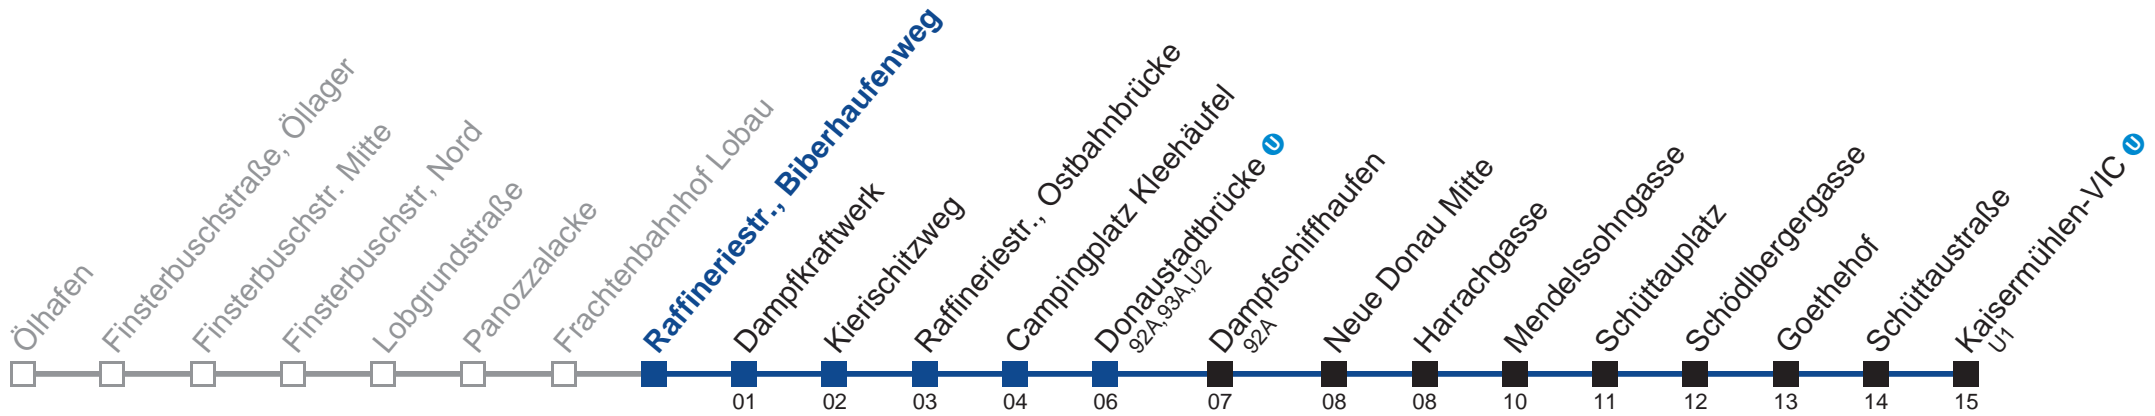 Ölhafen
Finsterbuschstraße, Öllager
Finsterbuschstr. Mitte
Finsterbuschstr, Nord
Lobgrundstraße
Panozzalacke
Frachtenbahnhof Lobau
Raffineriestr., Biberhaufenweg
Dampfkraftwerk
Kierischitzweg
Raffineriestr., Ostbahnbrücke
Campingplatz Kleehäufel
Donaustadtbrücke U
92A,93A,U2
Dampfschiffhaufen
92A
Neue Donau Mitte
Harrachgasse
Mendelssohngasse
Schüttauplatz
Schödlbergergasse
Goethehof
Schüttaustraße
Kaisermühlen-VIC U
U1
01 02 03 04 06 07 08 08 10 11 12 13 14 15